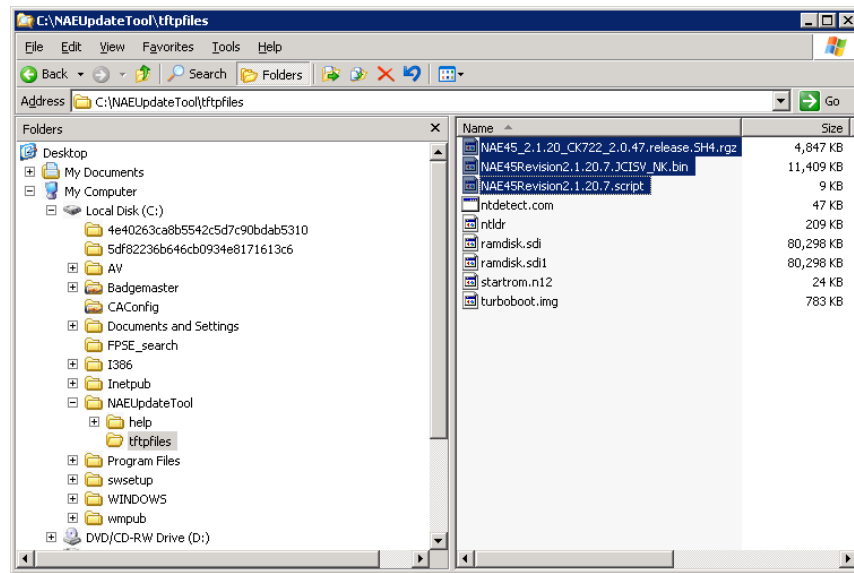 C:\NAEUpdateTool\tftpfiles
File Edit View Favorites Tools Help
Back Search Folders
Address C:\NAEUpdateTool\tftpfiles Go
Folders
Desktop
My Documents
My Computer
Local Disk (C:)
4e40263ca8b5542c5d7c90bdab5310
5df82236b646cb0934e8171613c6
AV
Badgemaster
CAConfig
Documents and Settings
FPSE_search
I386
Inetpub
NAEUpdateTool
help
tftpfiles
Program Files
swsetup
WINDOWS
wmpub
DVD/CD-RW Drive (D:)
Name Size
NAE45_2.1.20_CK722_2.0.47.release.SH4.rgz 4,847 KB
NAE45Revision2.1.20.7.JCISV_NK.bin 11,409 KB
NAE45Revision2.1.20.7.script 9 KB
ntdetect.com 47 KB
ntldr 209 KB
ramdisk.sdi 80,298 KB
ramdisk.sdi1 80,298 KB
startrom.n12 24 KB
turboboot.img 783 KB